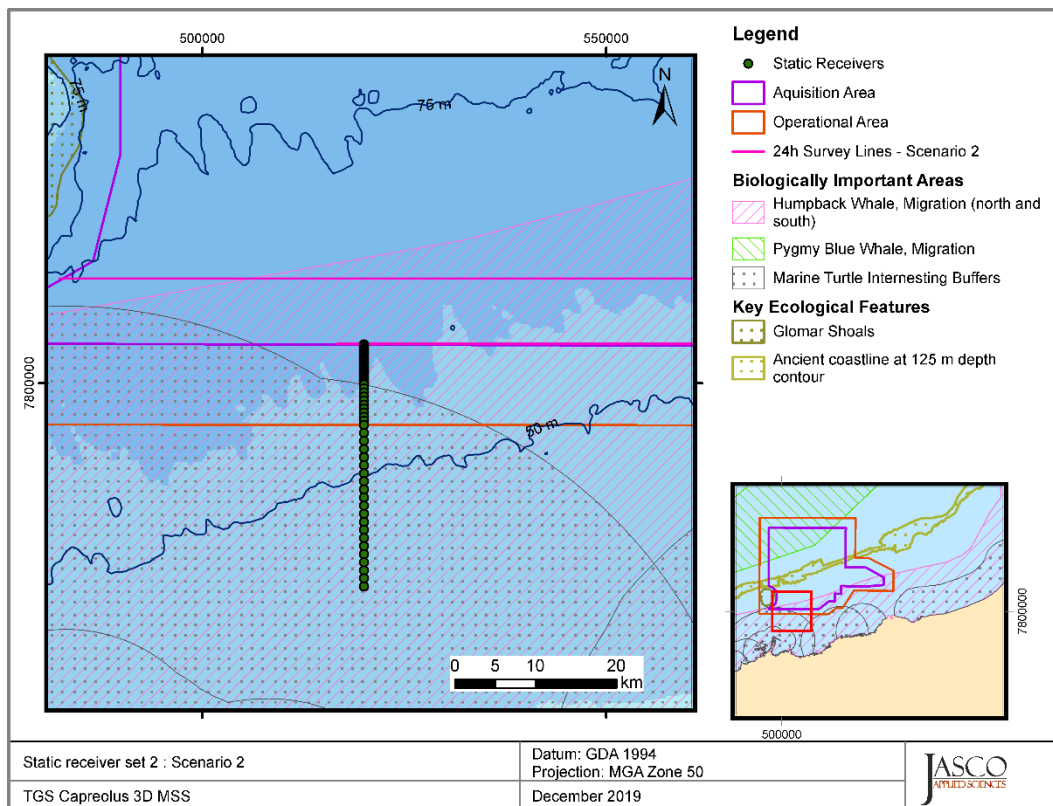 500000
550000
75 m
75 m
N
7800000
50 m
0 5 10 20
km
Legend
Static Receivers
Aquisition Area
Operational Area
24h Survey Lines - Scenario 2
Biologically Important Areas
Humpback Whale, Migration (north and
south)
Pygmy Blue Whale, Migration
Marine Turtle Internesting Buffers
Key Ecological Features
Glomar Shoals
Ancient coastline at 125 m depth
contour
7800000
500000
Static receiver set 2 : Scenario 2
TGS Capreolus 3D MSS
Datum: GDA 1994
Projection: MGA Zone 50
December 2019
JASCO
APPLIED SCIENCES